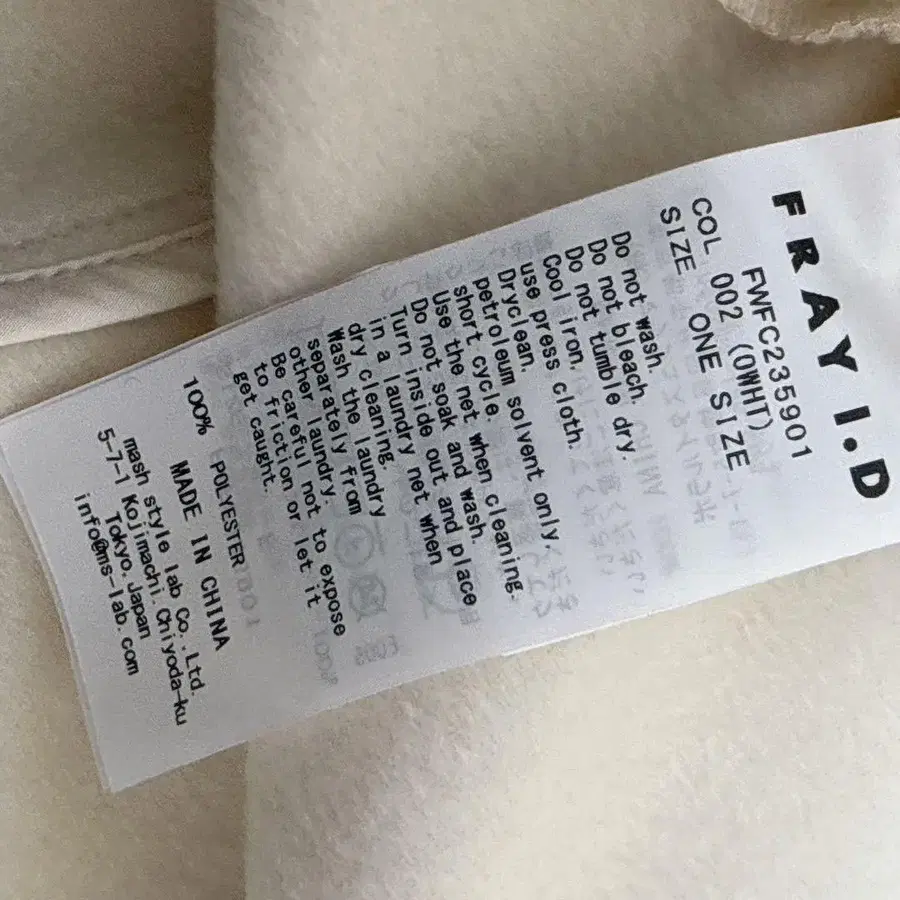 FRAY I.D
FWFC235901
COL 002 (OWHT)
SIZE ONE SIZE
Do not wash.
Do not bleach.
Do not tumble dry.
Do not
Cool iron,
use press cloth.
Dryclean,
petroleum solvent only.
short cycle.
Use the net when cleaning.
Do not soak and wash.
Turn inside out and place
in a laundry net when
dry cleaning.
Wash the laundry
separately from
other laundry.
Be careful not to expose
to friction or let it
get caught.
100% POLYESTER
MADE IN CHINA
mash style lab Co.,Ltd.
5-7-1 Kojimachi,Chiyoda-ku
Tokyo,Japan
info@ms-lab.com